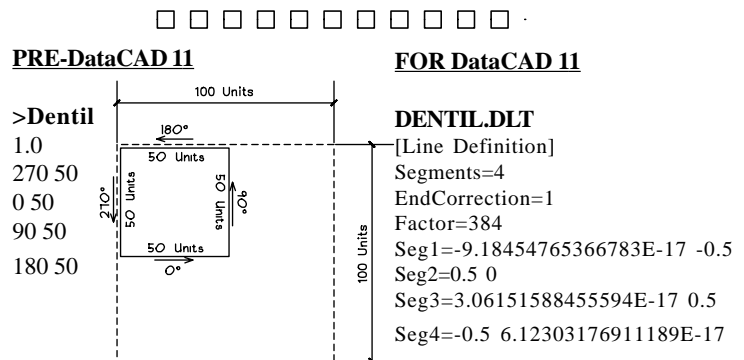 PRE-DataCAD 11
>Dentil
1.0
270 50
0 50
90 50
180 50
100 Units
180°
50 Units
270°
50 Units
50 Units
90°
50 Units
0°
100 Units
FOR DataCAD 11
DENTIL.DLT
[Line Definition]
Segments=4
EndCorrection=1
Factor=384
Seg1=-9.18454765366783E-17 -0.5
Seg2=0.5 0
Seg3=3.06151588455594E-17 0.5
Seg4=-0.5 6.12303176911189E-17